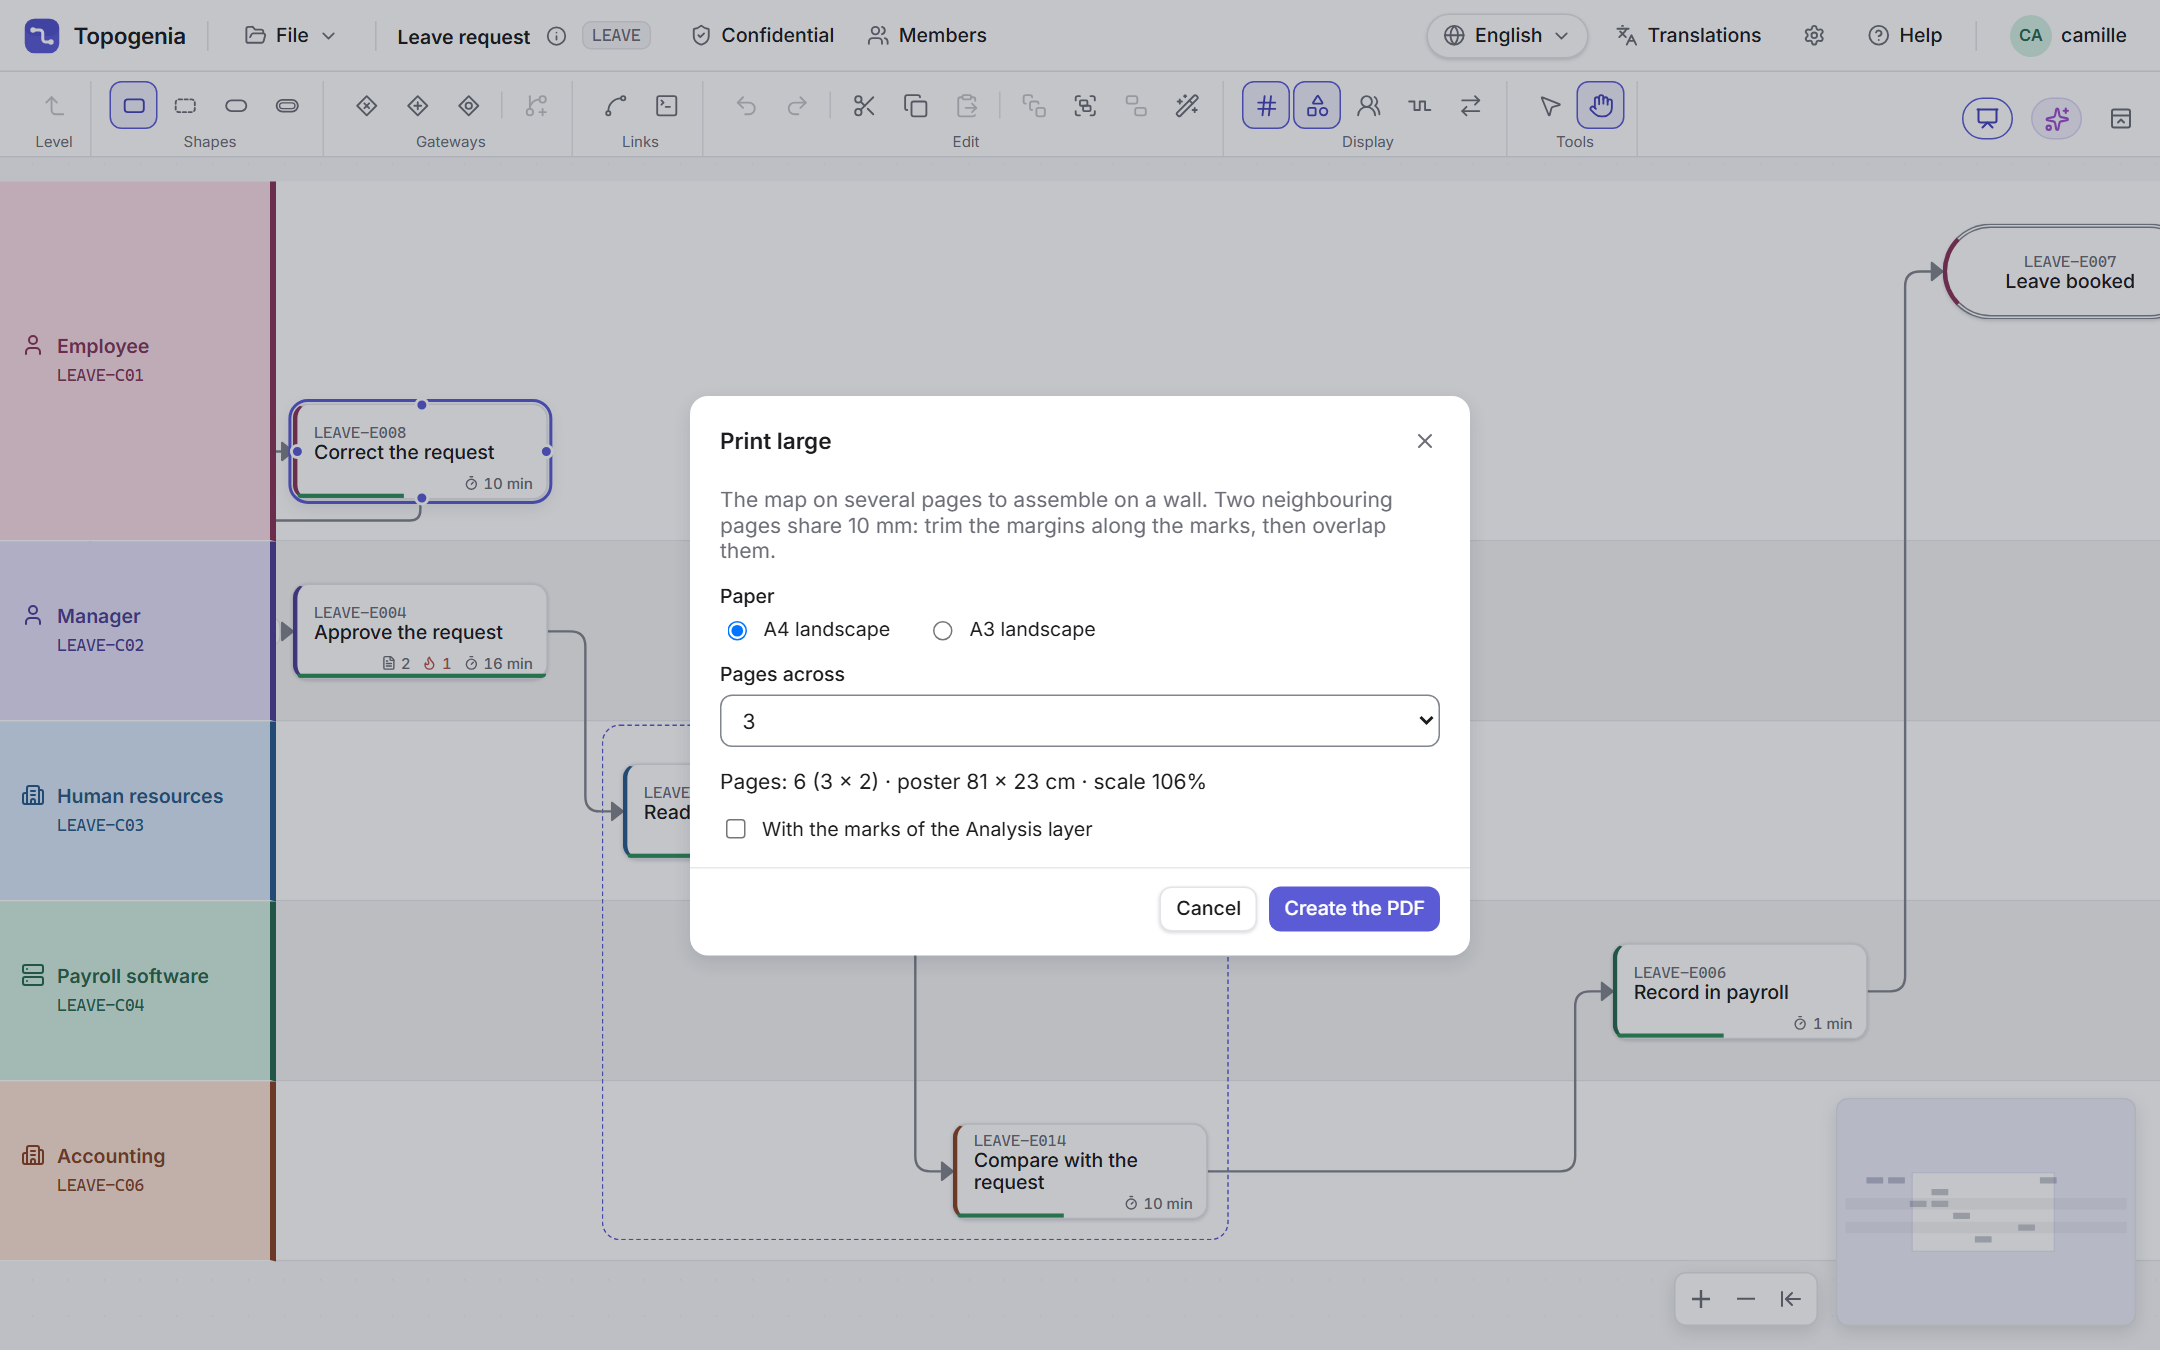 Topogenia
File
Leave request
LEAVE
Confidential
Members
English
Translations
Help
CA
camille
Level
Shapes
Gateways
Links
Edit
Display
Tools
Employee
LEAVE-C01
LEAVE-E007
Leave booked
LEAVE-E008
Correct the request
10 min
Manager
LEAVE-C02
LEAVE-E004
Approve the request
2 1 16 min
Human resources
LEAVE-C03
LEAVE
Read
Payroll software
LEAVE-C04
LEAVE-E006
Record in payroll
1 min
Accounting
LEAVE-C06
LEAVE-E014
Compare with the
request
10 min
Print large
The map on several pages to assemble on a wall. Two neighbouring
pages share 10 mm: trim the margins along the marks, then overlap
them.
Paper
A4 landscape
A3 landscape
Pages across
3
Pages: 6 (3 × 2) · poster 81 × 23 cm · scale 106%
With the marks of the Analysis layer
Cancel
Create the PDF